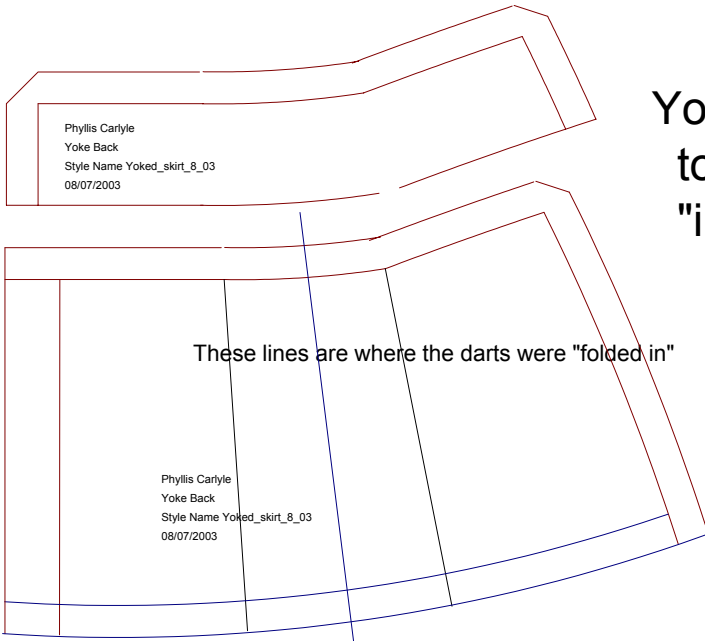 Phyllis Carlyle
Yoke Back
Style Name Yoked_skirt_8_03
08/07/2003
Yo
to
"i
These lines are where the darts were "folded in"
Phyllis Carlyle
Yoke Back
Style Name Yoked_skirt_8_03
08/07/2003